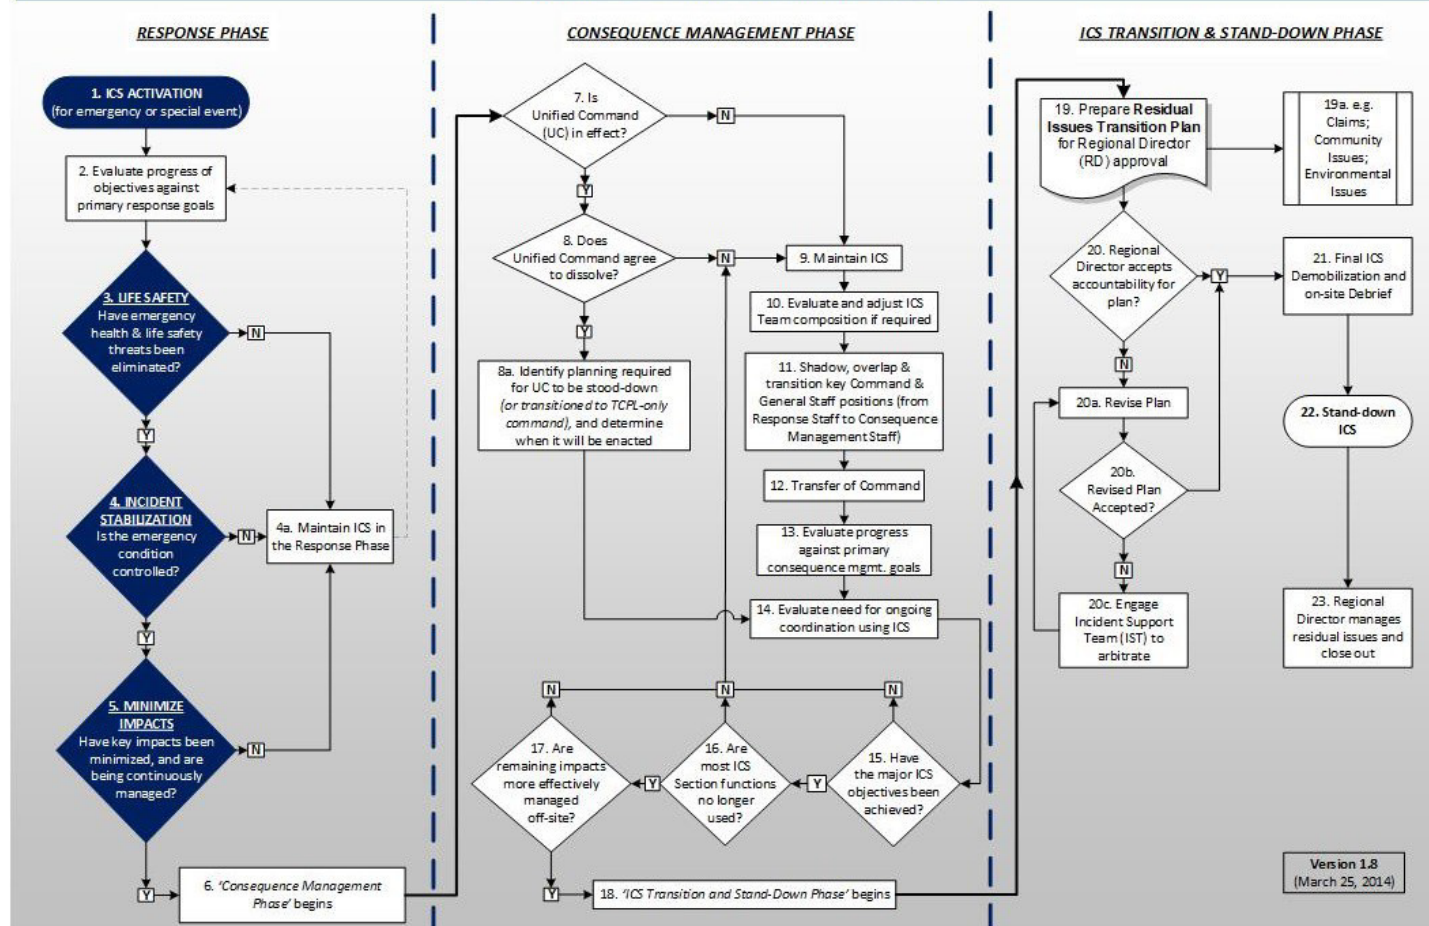 RESPONSE PHASE
1. ICS ACTIVATION
(for emergency or special event)
2. Evaluate progress of
objectives against
primary response goals
3. LIFE SAFETY
Have emergency
health & life safety
threats been
eliminated?
N
Y
4. INCIDENT
STABILIZATION
Is the emergency
condition
controlled?
N
4a. Maintain ICS in
the Response Phase
Y
5. MINIMIZE
IMPACTS
Have key impacts been
minimized, and are
being continuously
managed?
N
Y
6. ‘Consequence Management
Phase’ begins
CONSEQUENCE MANAGEMENT PHASE
7. Is
Unified Command
(UC) in effect?
N
Y
8. Does
Unified Command agree
to dissolve?
N
Y
8a. Identify planning required
for UC to be stood-down
(or transitioned to TCPL-only
command), and determine
when it will be enacted
9. Maintain ICS
10. Evaluate and adjust ICS
Team composition if required
11. Shadow, overlap &
transition key Command &
General Staff positions (from
Response Staff to Consequence
Management Staff)
12. Transfer of Command
13. Evaluate progress
against primary
consequence mgmt. goals
14. Evaluate need for ongoing
coordination using ICS
N
N
N
15. Have
the major ICS
objectives been
achieved?
Y
16. Are
most ICS
Section functions
no longer
used?
Y
17. Are
remaining impacts
more effectively
managed
off-site?
Y
18. ‘ICS Transition and Stand-Down Phase’ begins
ICS TRANSITION & STAND-DOWN PHASE
19. Prepare Residual
Issues Transition Plan
for Regional Director
(RD) approval
19a. e.g.
Claims;
Community
Issues;
Environmental
Issues
20. Regional
Director accepts
accountability for
plan?
Y
N
20a. Revise Plan
20b.
Revised Plan
Accepted?
N
20c. Engage
Incident Support
Team (IST) to
arbitrate
21. Final ICS
Demobilization and
on-site Debrief
22. Stand-down
ICS
23. Regional
Director manages
residual issues and
close out
Version 1.8
(March 25, 2014)